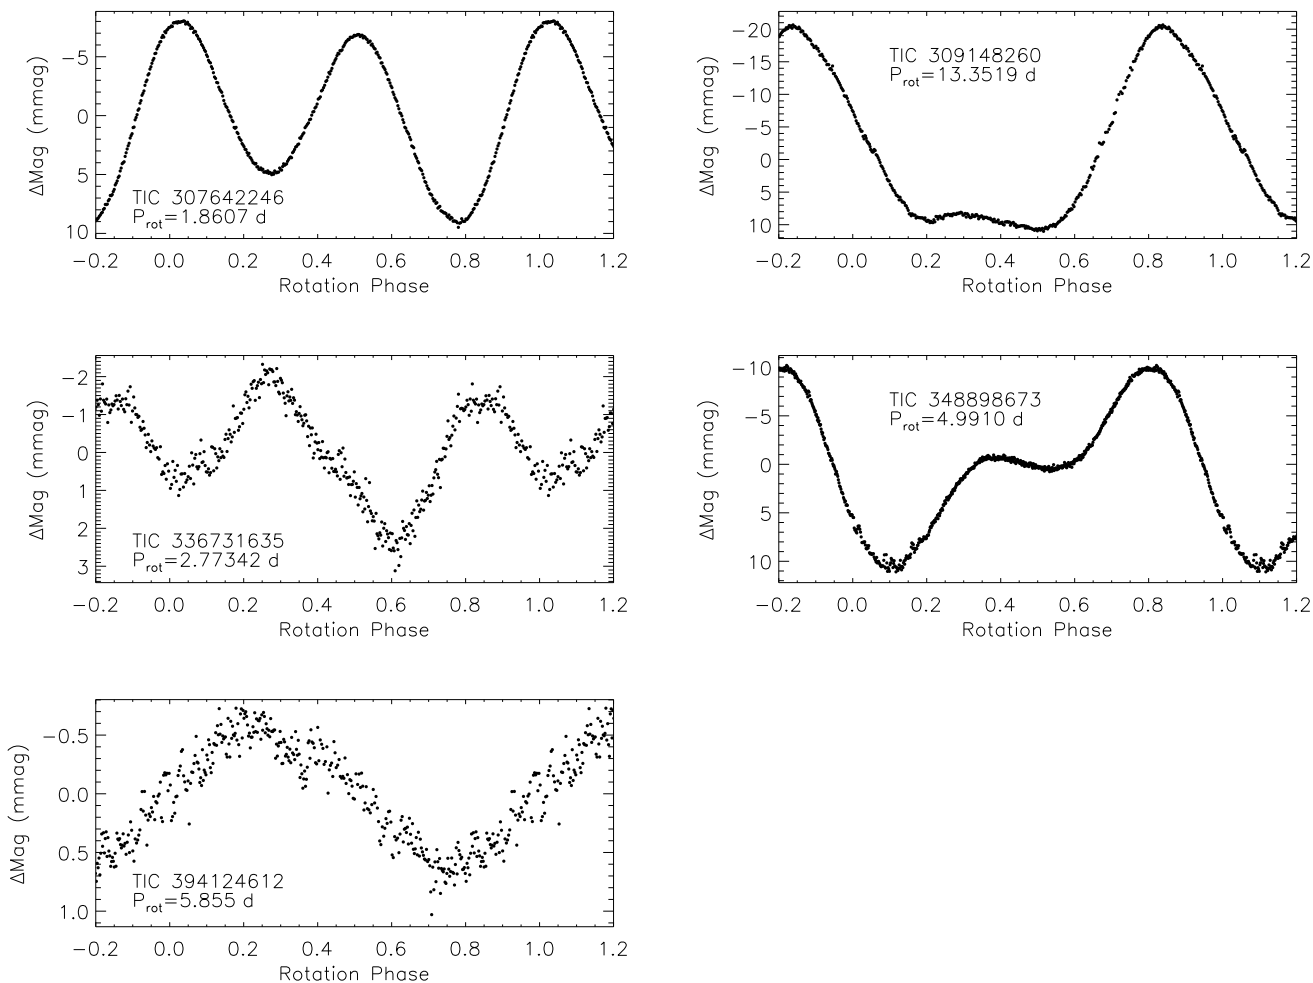 −5
0
5
10
ΔMag (mmag)
TIC 307642246
Prot=1.8607 d
−0.2 0.0 0.2 0.4 0.6 0.8 1.0 1.2
Rotation Phase
−20
−15
−10
−5
0
5
10
ΔMag (mmag)
TIC 309148260
Prot=13.3519 d
−0.2 0.0 0.2 0.4 0.6 0.8 1.0 1.2
Rotation Phase
−2
−1
0
1
2
3
ΔMag (mmag)
TIC 336731635
Prot=2.77342 d
−0.2 0.0 0.2 0.4 0.6 0.8 1.0 1.2
Rotation Phase
−10
−5
0
5
10
ΔMag (mmag)
TIC 348898673
Prot=4.9910 d
−0.2 0.0 0.2 0.4 0.6 0.8 1.0 1.2
Rotation Phase
−0.5
0.0
0.5
1.0
ΔMag (mmag)
TIC 394124612
Prot=5.855 d
−0.2 0.0 0.2 0.4 0.6 0.8 1.0 1.2
Rotation Phase